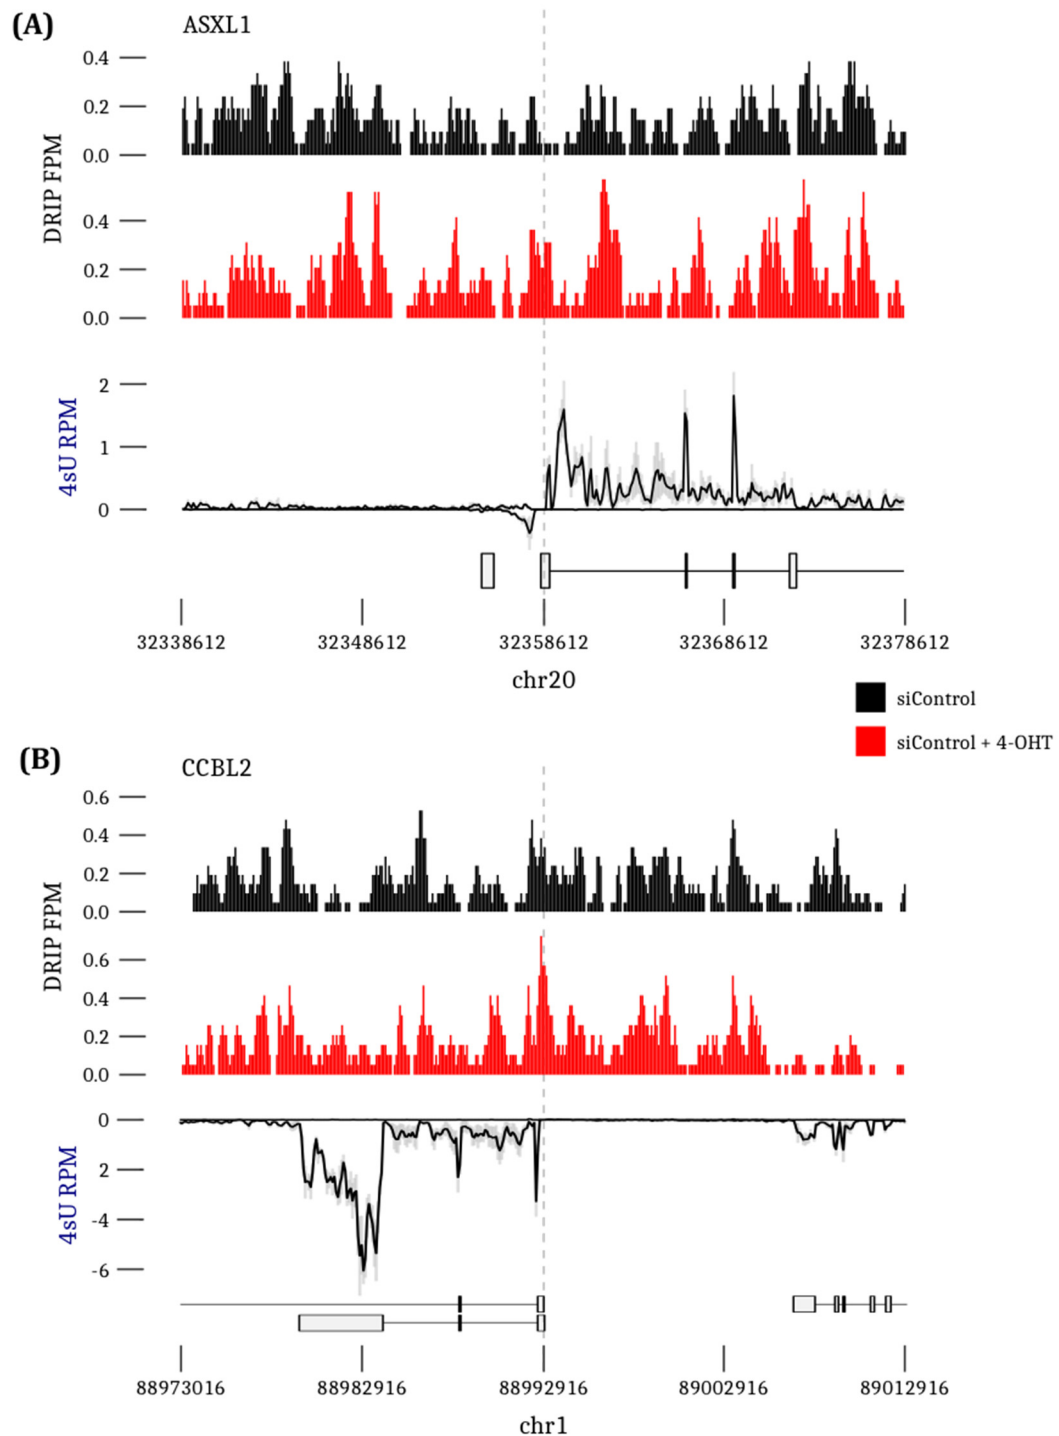 (A)
ASXL1
0.4
0.2
0.0
DRIP FPM
0.4
0.2
0.0
2
1
0
4sU RPM
32338612 32348612 32358612 32368612 32378612
chr20
siControl
siControl + 4-OHT
(B)
CCBL2
0.6
0.4
0.2
0.0
DRIP FPM
0.6
0.4
0.2
0.0
0
2
-4
-6
4sU RPM
88973016 88982916 88992916 89002916 89012916
chr1